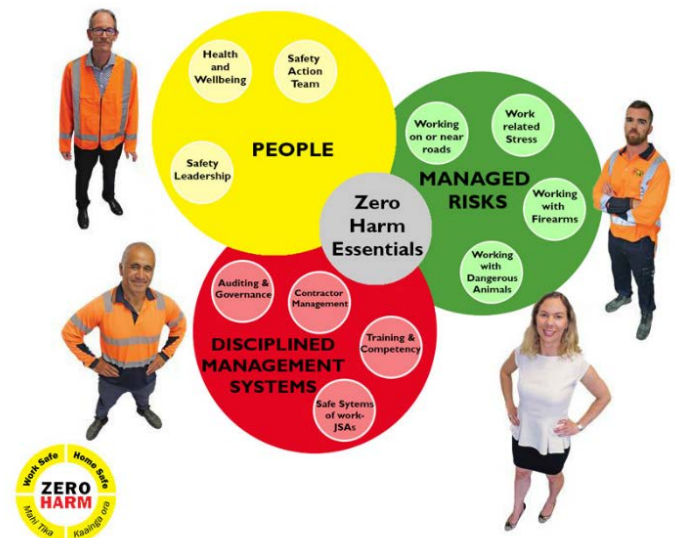 Health
and
Wellbeing
Safety
Action
Team
PEOPLE
Safety
Leadership
Working
on or near
roads
Work
related
Stress
MANAGED
RISKS
Working
with
Firearms
Working
with
Dangerous
Animals
Zero
Harm
Essentials
Auditing &
Governance
Contractor
Management
DISCIPLINED
MANAGEMENT
SYSTEMS
Training &
Competency
Safe Sytems
of work-
JSAs
Work Safe
Home Safe
ZERO
HARM
Mahi Tika
Kaainga ora